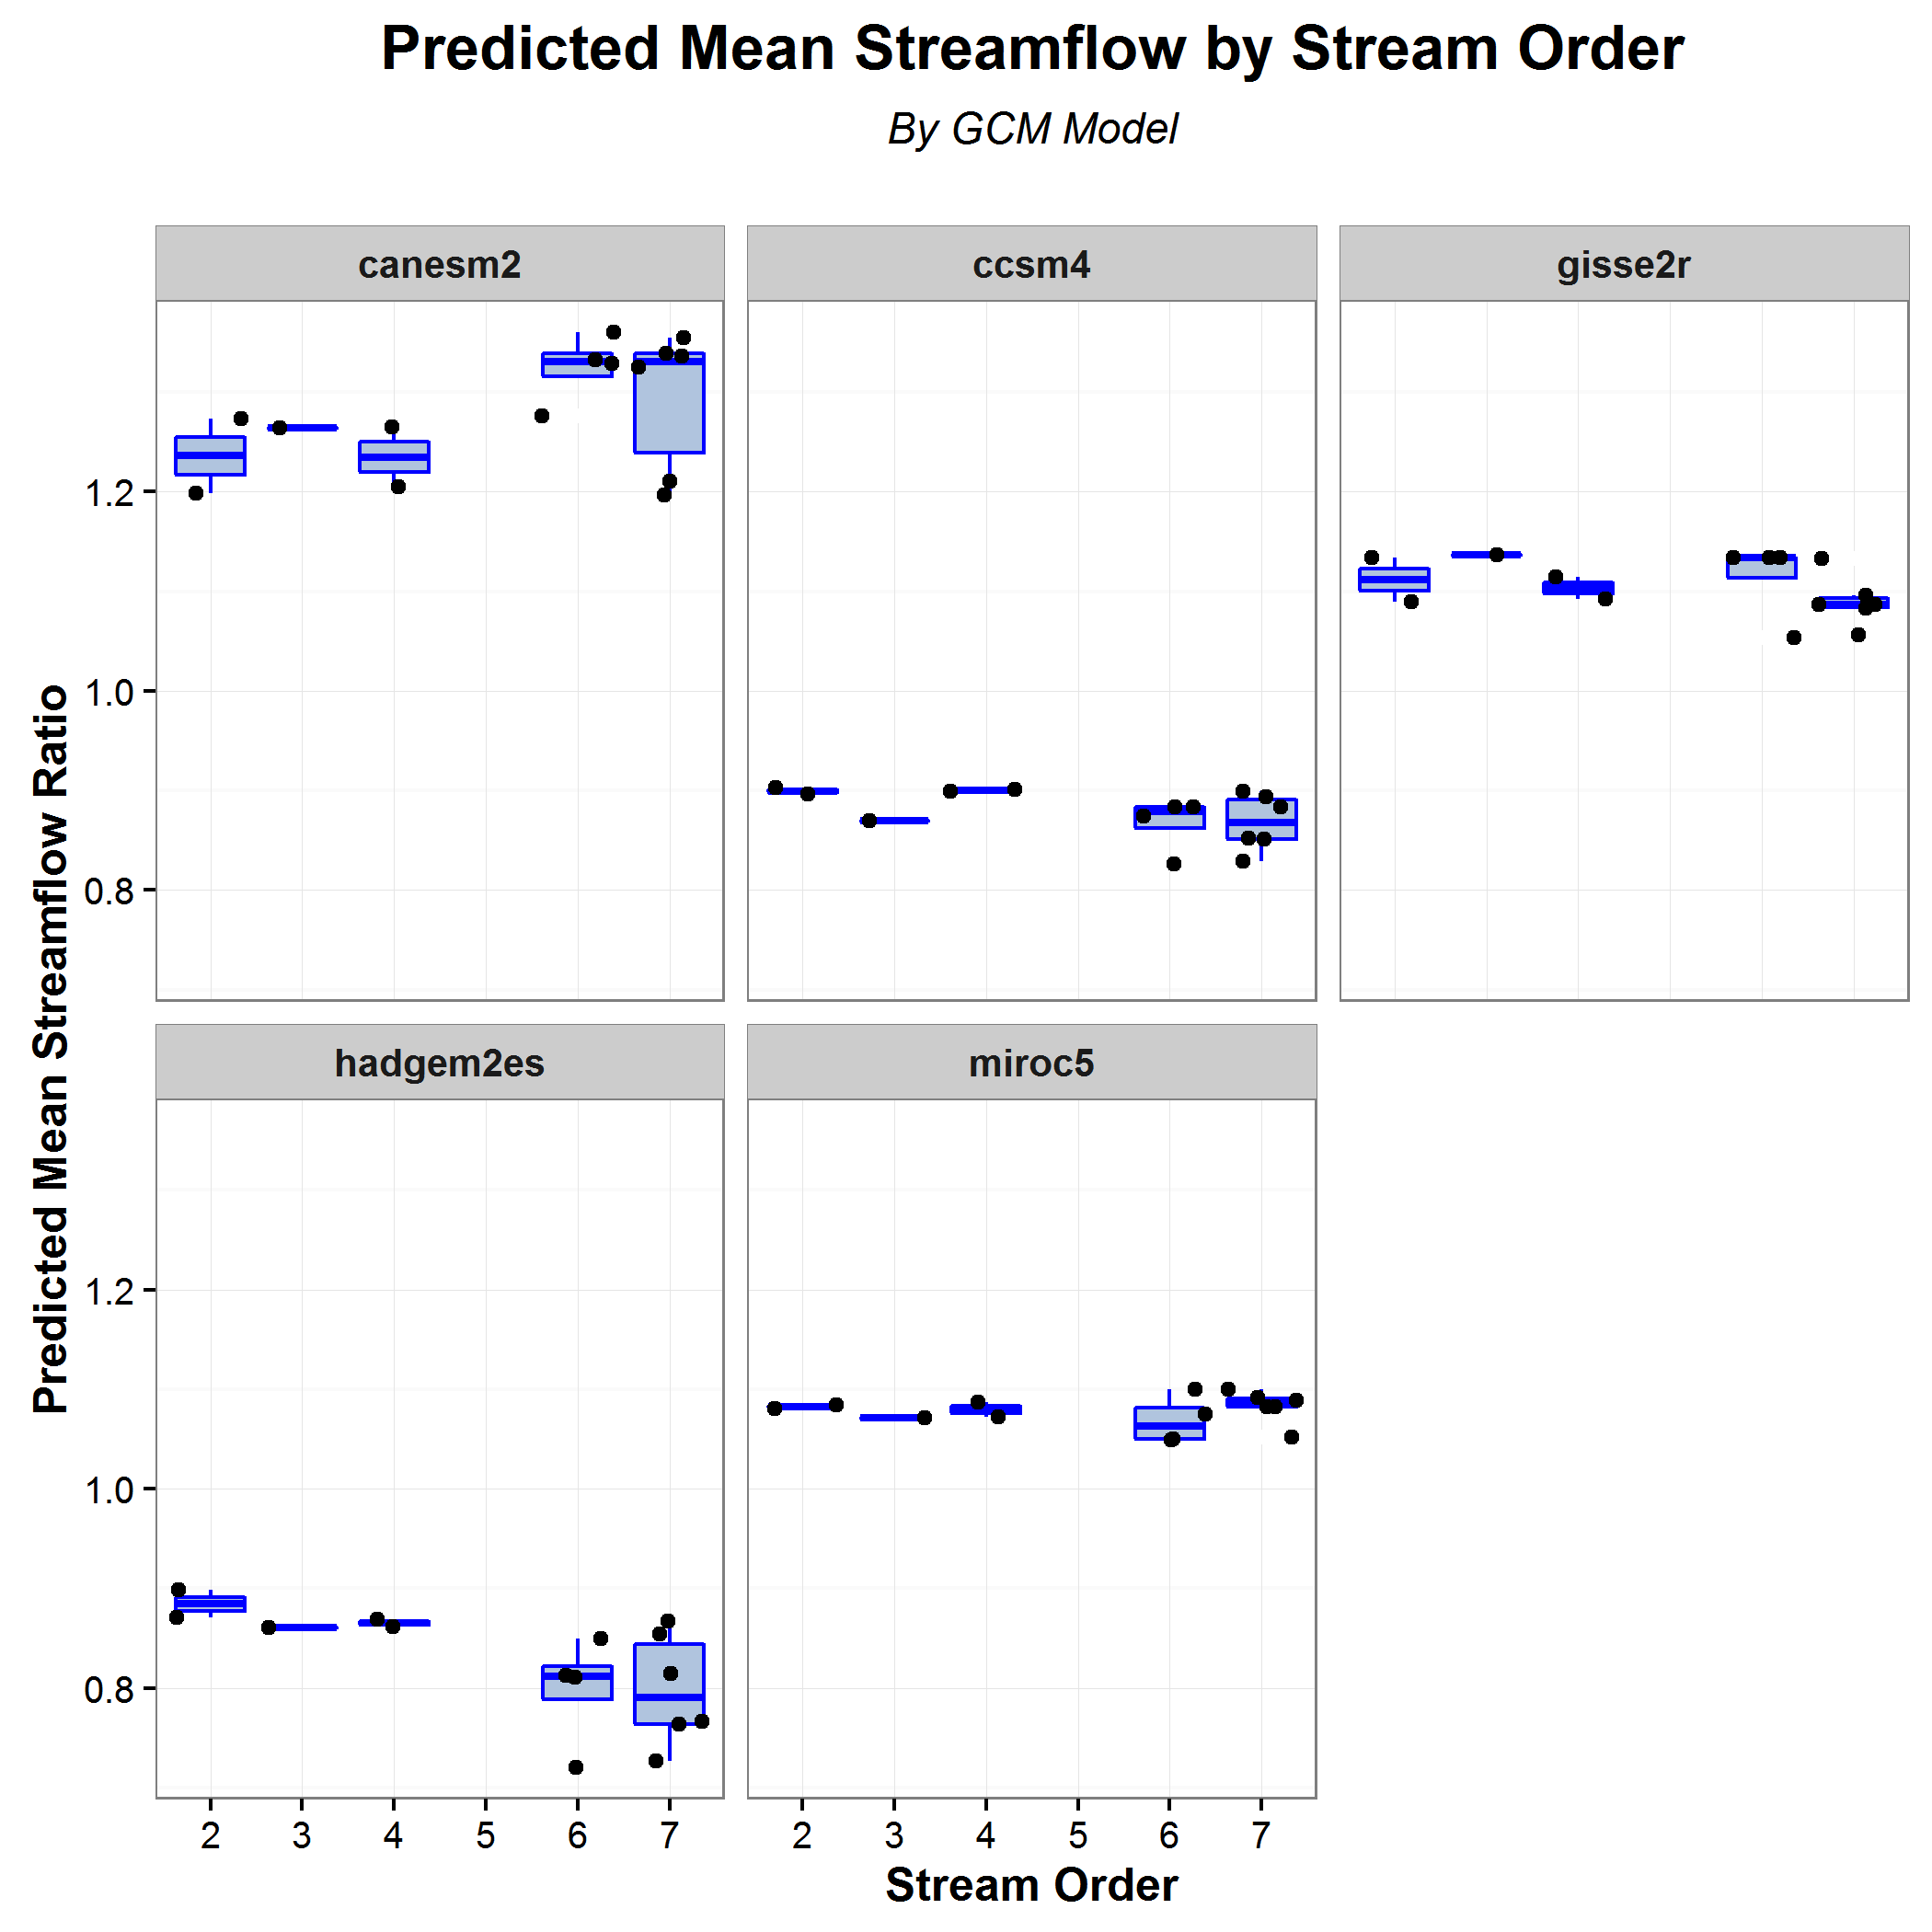 Predicted Mean Streamflow by Stream Order
By GCM Model
canesm2
ccsm4
gisse2r
1.2
1.0
0.8
Predicted Mean Streamflow Ratio
hadgem2es
miroc5
1.2
1.0
0.8
2 3 4 5 6 7
2 3 4 5 6 7
Stream Order